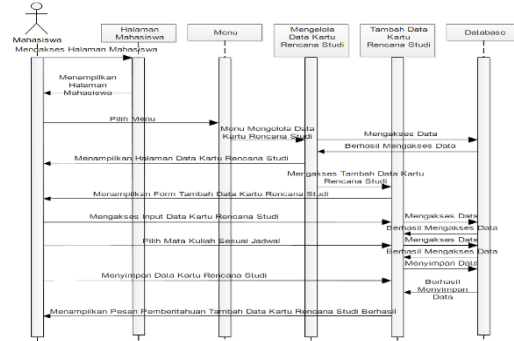 Mahasiswa
Halaman
Mahasiswa
Menu
Mengelola
Data Kartu
Rencana Studi
Tambah Data
Kartu
Rencana Studi
Database
Mengakses Halaman Mahasiswa
Menampilkan
Halaman
Mahasiswa
Pilih Menu
Menu Mengelola Data
Kartu Rencana Studi
Mengakses Data
Berhasil Mengakses Data
Menampilkan Halaman Data Kartu Rencana Studi
Mengakses Tambah Data Kartu
Rencana Studi
Menampilkan Form Tambah Data Kartu Rencana Studi
Mengakses Input Data Kartu Rencana Studi
Mengakses Data
Berhasil Mengakses Data
Pilih Mata Kuliah Sesuai Jadwal
Mengakses Data
Berhasil Mengakses Data
Menyimpan Data
Menyimpan Data Kartu Rencana Studi
Berhasil
Menyimpan
Data
Menampilkan Pesan Pemberitahuan Tambah Data Kartu Rencana Studi Berhasil